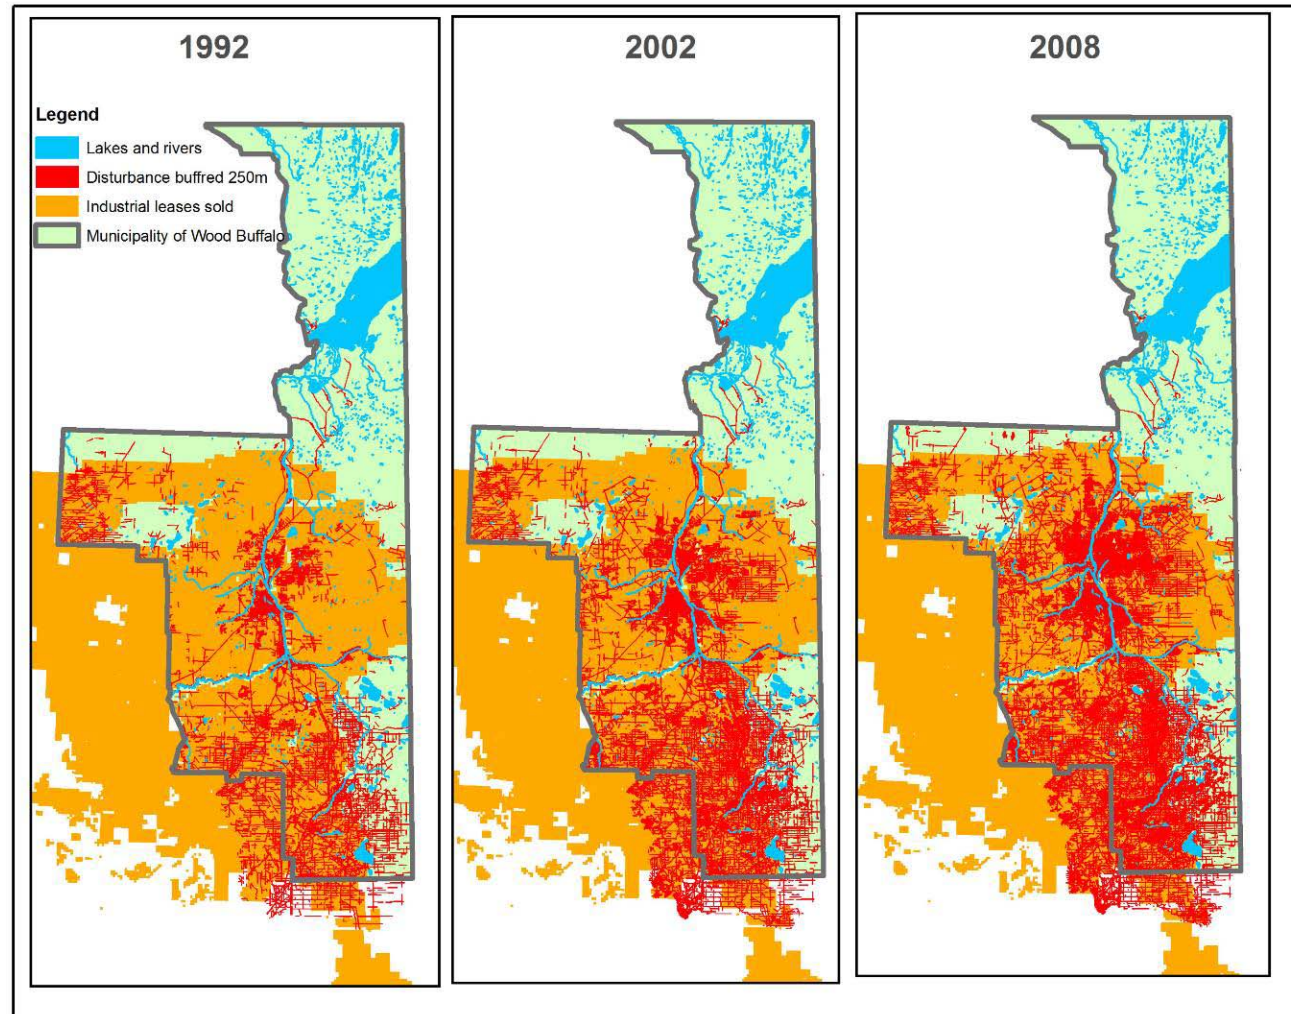 1992
2002
2008
Legend
Lakes and rivers
Disturbance buffred 250m
Industrial leases sold
Municipality of Wood Buffalo